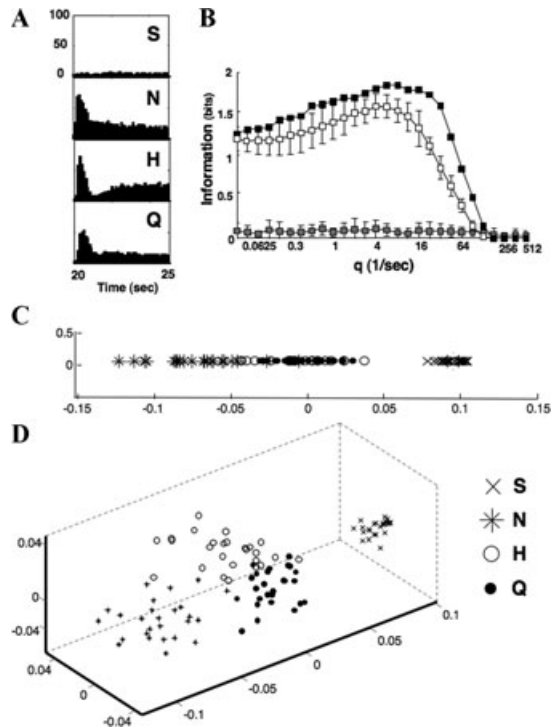 A
100
50
0
S
N
H
Q
20 25
Time (sec)
B
Information (bits)
2
1.5
1
0.5
0
0.0625 0.3 1 4 16 64 256 512
q (1/sec)
C
0.5
0
-0.15 -0.1 -0.05 0 0.05 0.1 0.15
D
0.04
0
-0.04
0.04
0
-0.04
-0.1
-0.05
0
0.05
0.1
S
N
H
Q